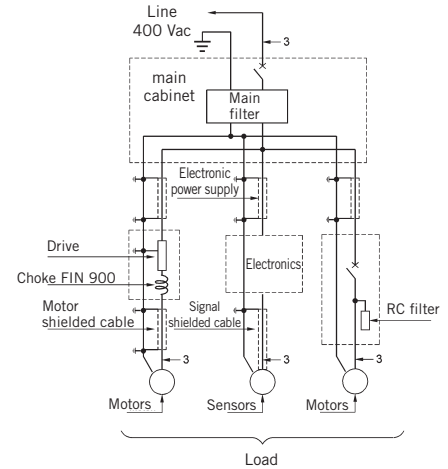 Line
400 Vac
3
main
cabinet
Main
filter
Electronic
power supply
Drive
Electronics
Choke FIN 900
Motor
shielded cable
Signal
shielded cable
RC filter
3
3
3
Motors
Sensors
Motors
Load